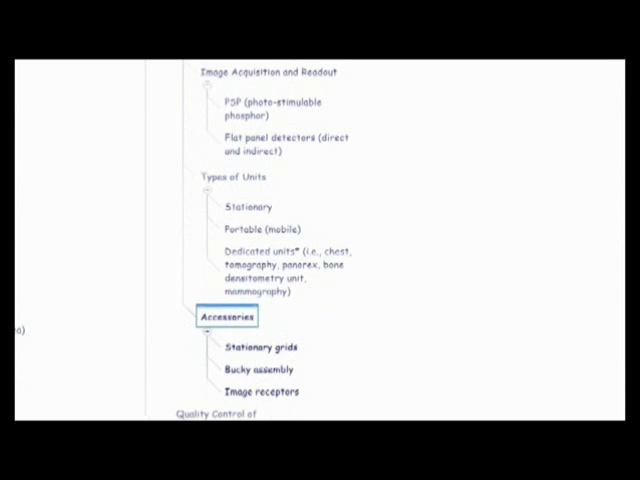 Image Acquisition and Readout
PSP (photo-stimulable
phosphor)
Flat panel detectors (direct
and indirect)
Types of Units
Stationary
Portable (mobile)
Dedicated units* (i.e., chest,
tomography, panorex, bone
densitometry unit,
mammography)
Accessories
Stationary grids
Bucky assembly
Image receptors
Quality Control of